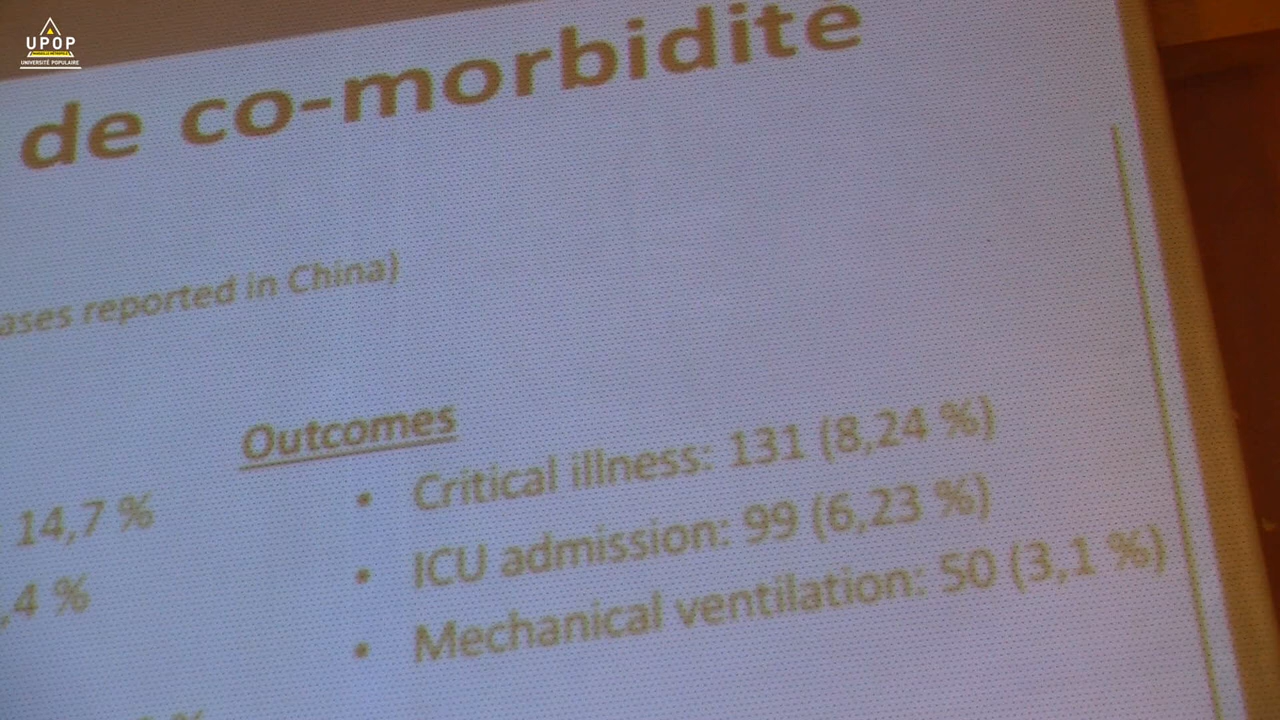 UPOP
UNIVERSITÉ POPULAIRE
de co-morbidite
ases reported in China)
Outcomes
14,7 %
• Critical illness: 131 (8,24 %)
,4 %
• ICU admission: 99 (6,23 %)
• Mechanical ventilation: 50 (3,1 %)
%